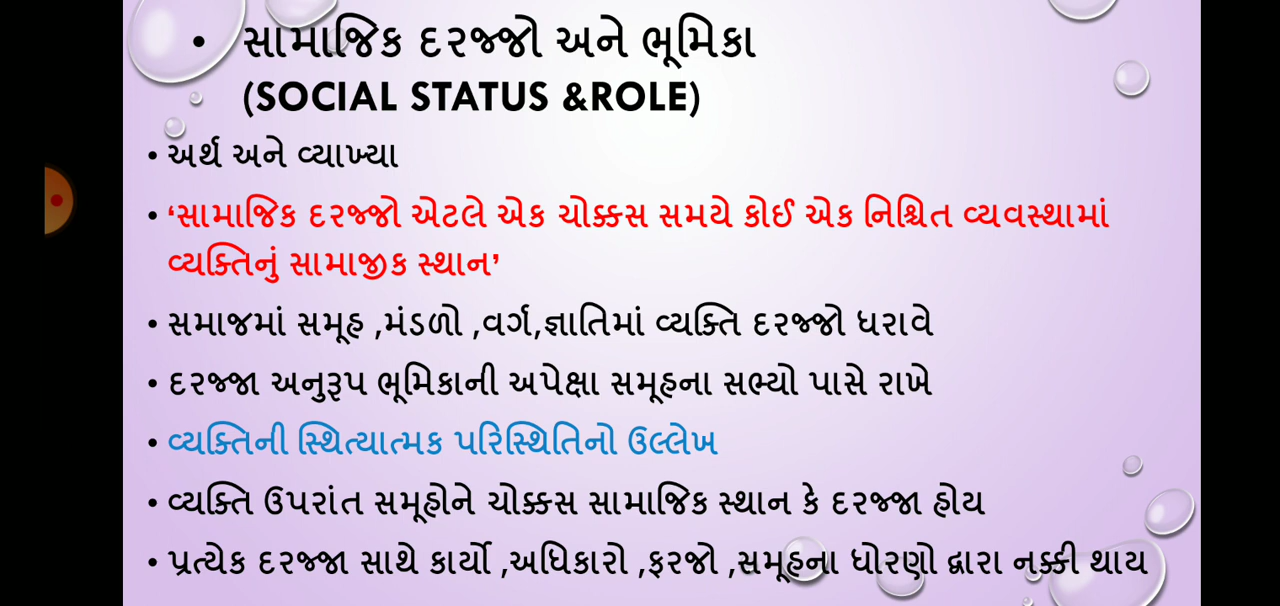 • સામાજિક દરજ્જો અને ભૂમિકા
(SOCIAL STATUS &ROLE)
• અર્થ અને વ્યાખ્યા
• ‘સામાજિક દરજ્જો એટલે એક ચોક્કસ સમયે કોઈ એક નિશ્ચિત વ્યવસ્થામાં
વ્યક્તિનું સામાજીક સ્થાન’
• સમાજમાં સમૂહ ,મંડળો ,વર્ગ,જ્ઞાતિમાં વ્યક્તિ દરજ્જો ધરાવે
• દરજ્જા અનુરૂપ ભૂમિકાની અપેક્ષા સમૂહના સભ્યો પાસે રાખે
• વ્યક્તિની સ્થિત્યાત્મક પરિસ્થિતિનો ઉલ્લેખ
• વ્યક્તિ ઉપરાંત સમૂહોને ચોક્કસ સામાજિક સ્થાન કે દરજ્જા હોય
• પ્રત્યેક દરજ્જા સાથે કાર્યો ,અધિકારો ,ફરજો ,સમૂહના ધોરણો દ્વારા નક્કી થાય